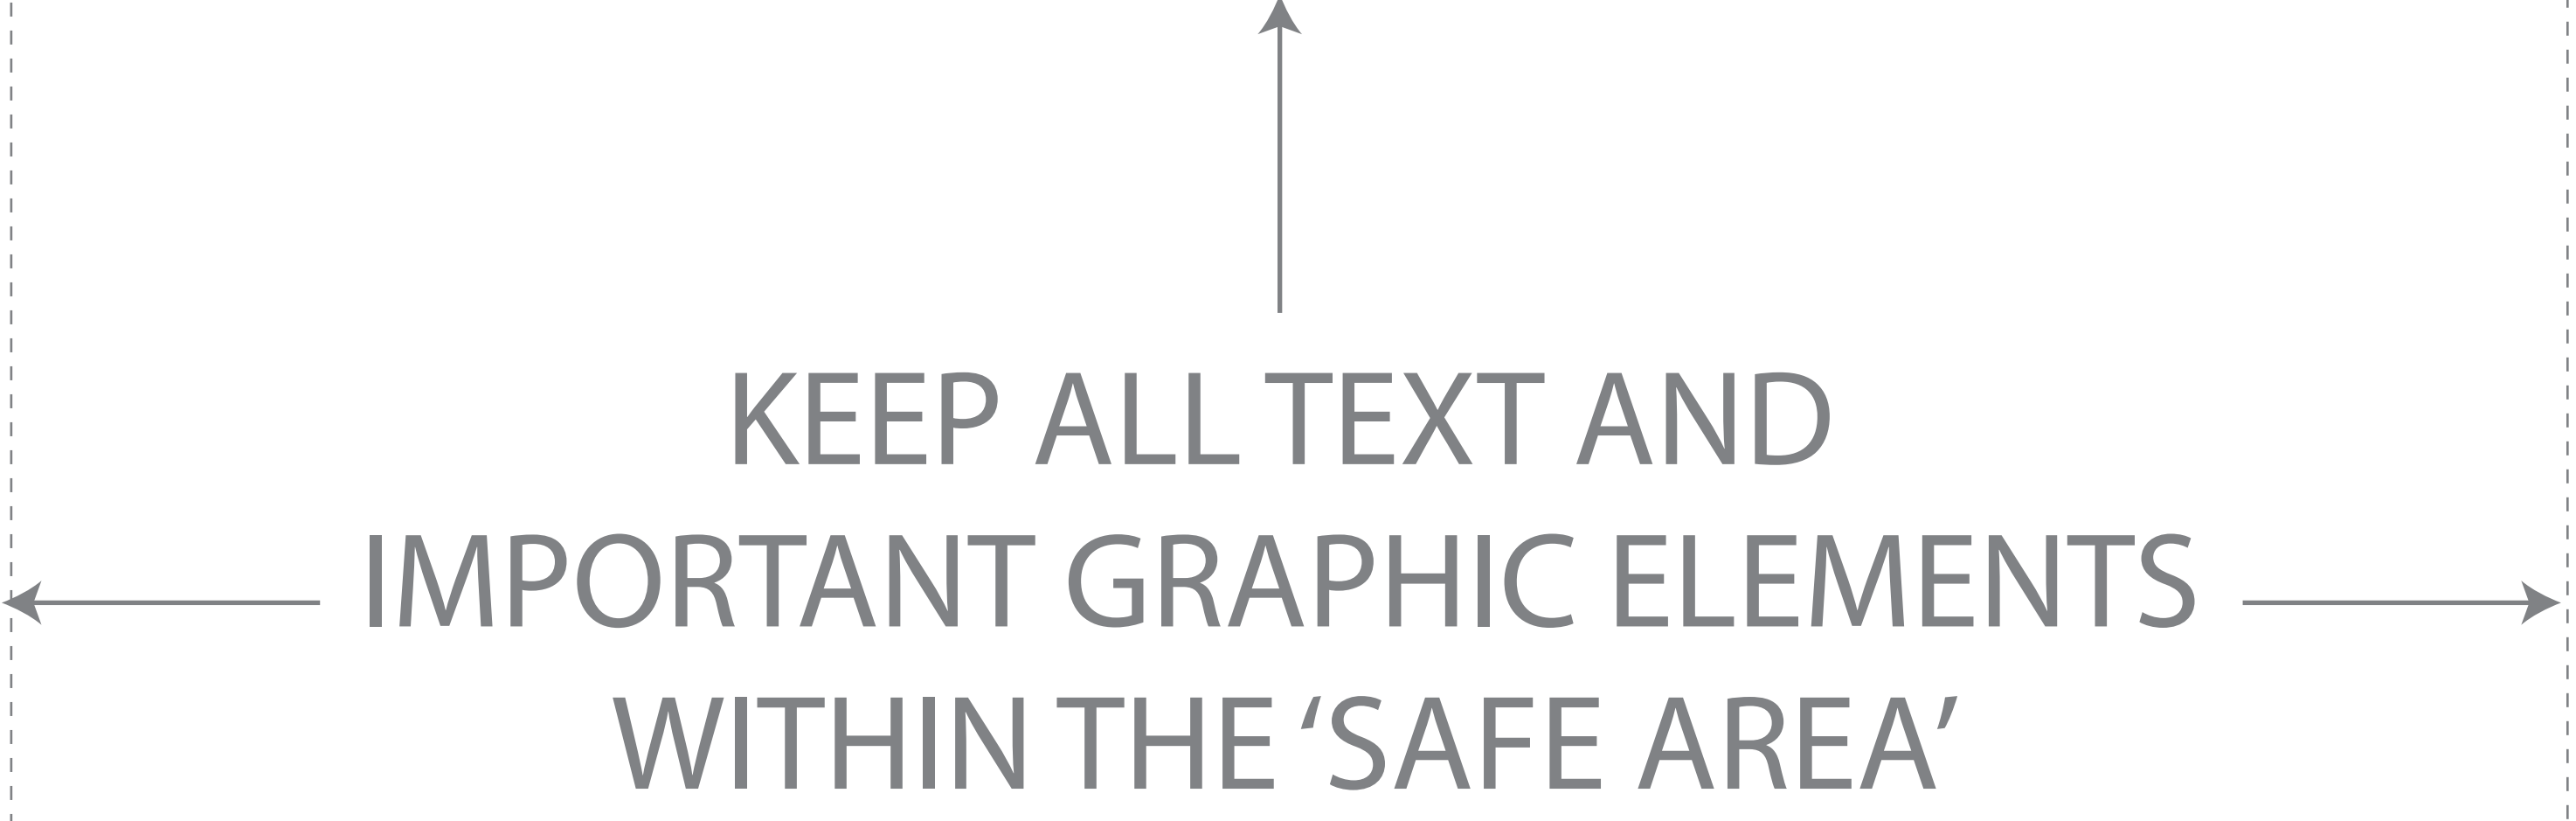 KEEP ALL TEXT AND
IMPORTANT GRAPHIC ELEMENTS
WITHIN THE ‘SAFE AREA’